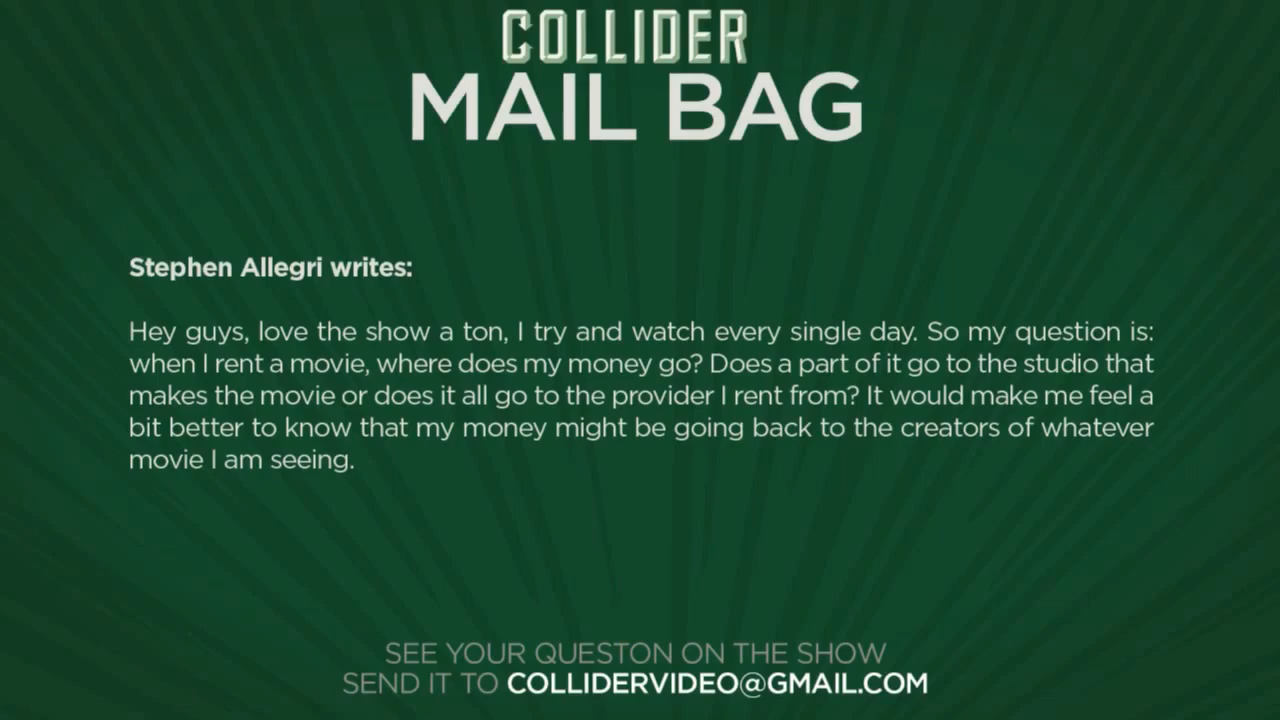 COLLIDER
MAIL BAG
Stephen Allegri writes:
Hey guys, love the show a ton, I try and watch every single day. So my question is:
when I rent a movie, where does my money go? Does a part of it go to the studio that
makes the movie or does it all go to the provider I rent from? It would make me feel a
bit better to know that my money might be going back to the creators of whatever
movie I am seeing.
SEE YOUR QUESTON ON THE SHOW
SEND IT TO COLLIDERVIDEO@GMAIL.COM